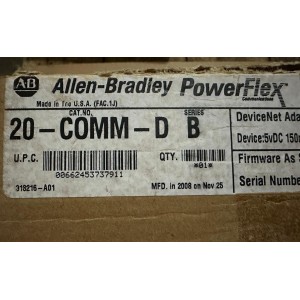 AB Allen-Bradley PowerFlex
Communications
Made in The U.S.A. (FAC.1J)
CAT.NO. SERIES
20-COMM-D B
DeviceNet Ada
Device:5vDC 150
U.P.C. QTY.
00662453737911 *01*
Firmware As S
Serial Number
318216-A01 MFD. in 2008 on Nov 25